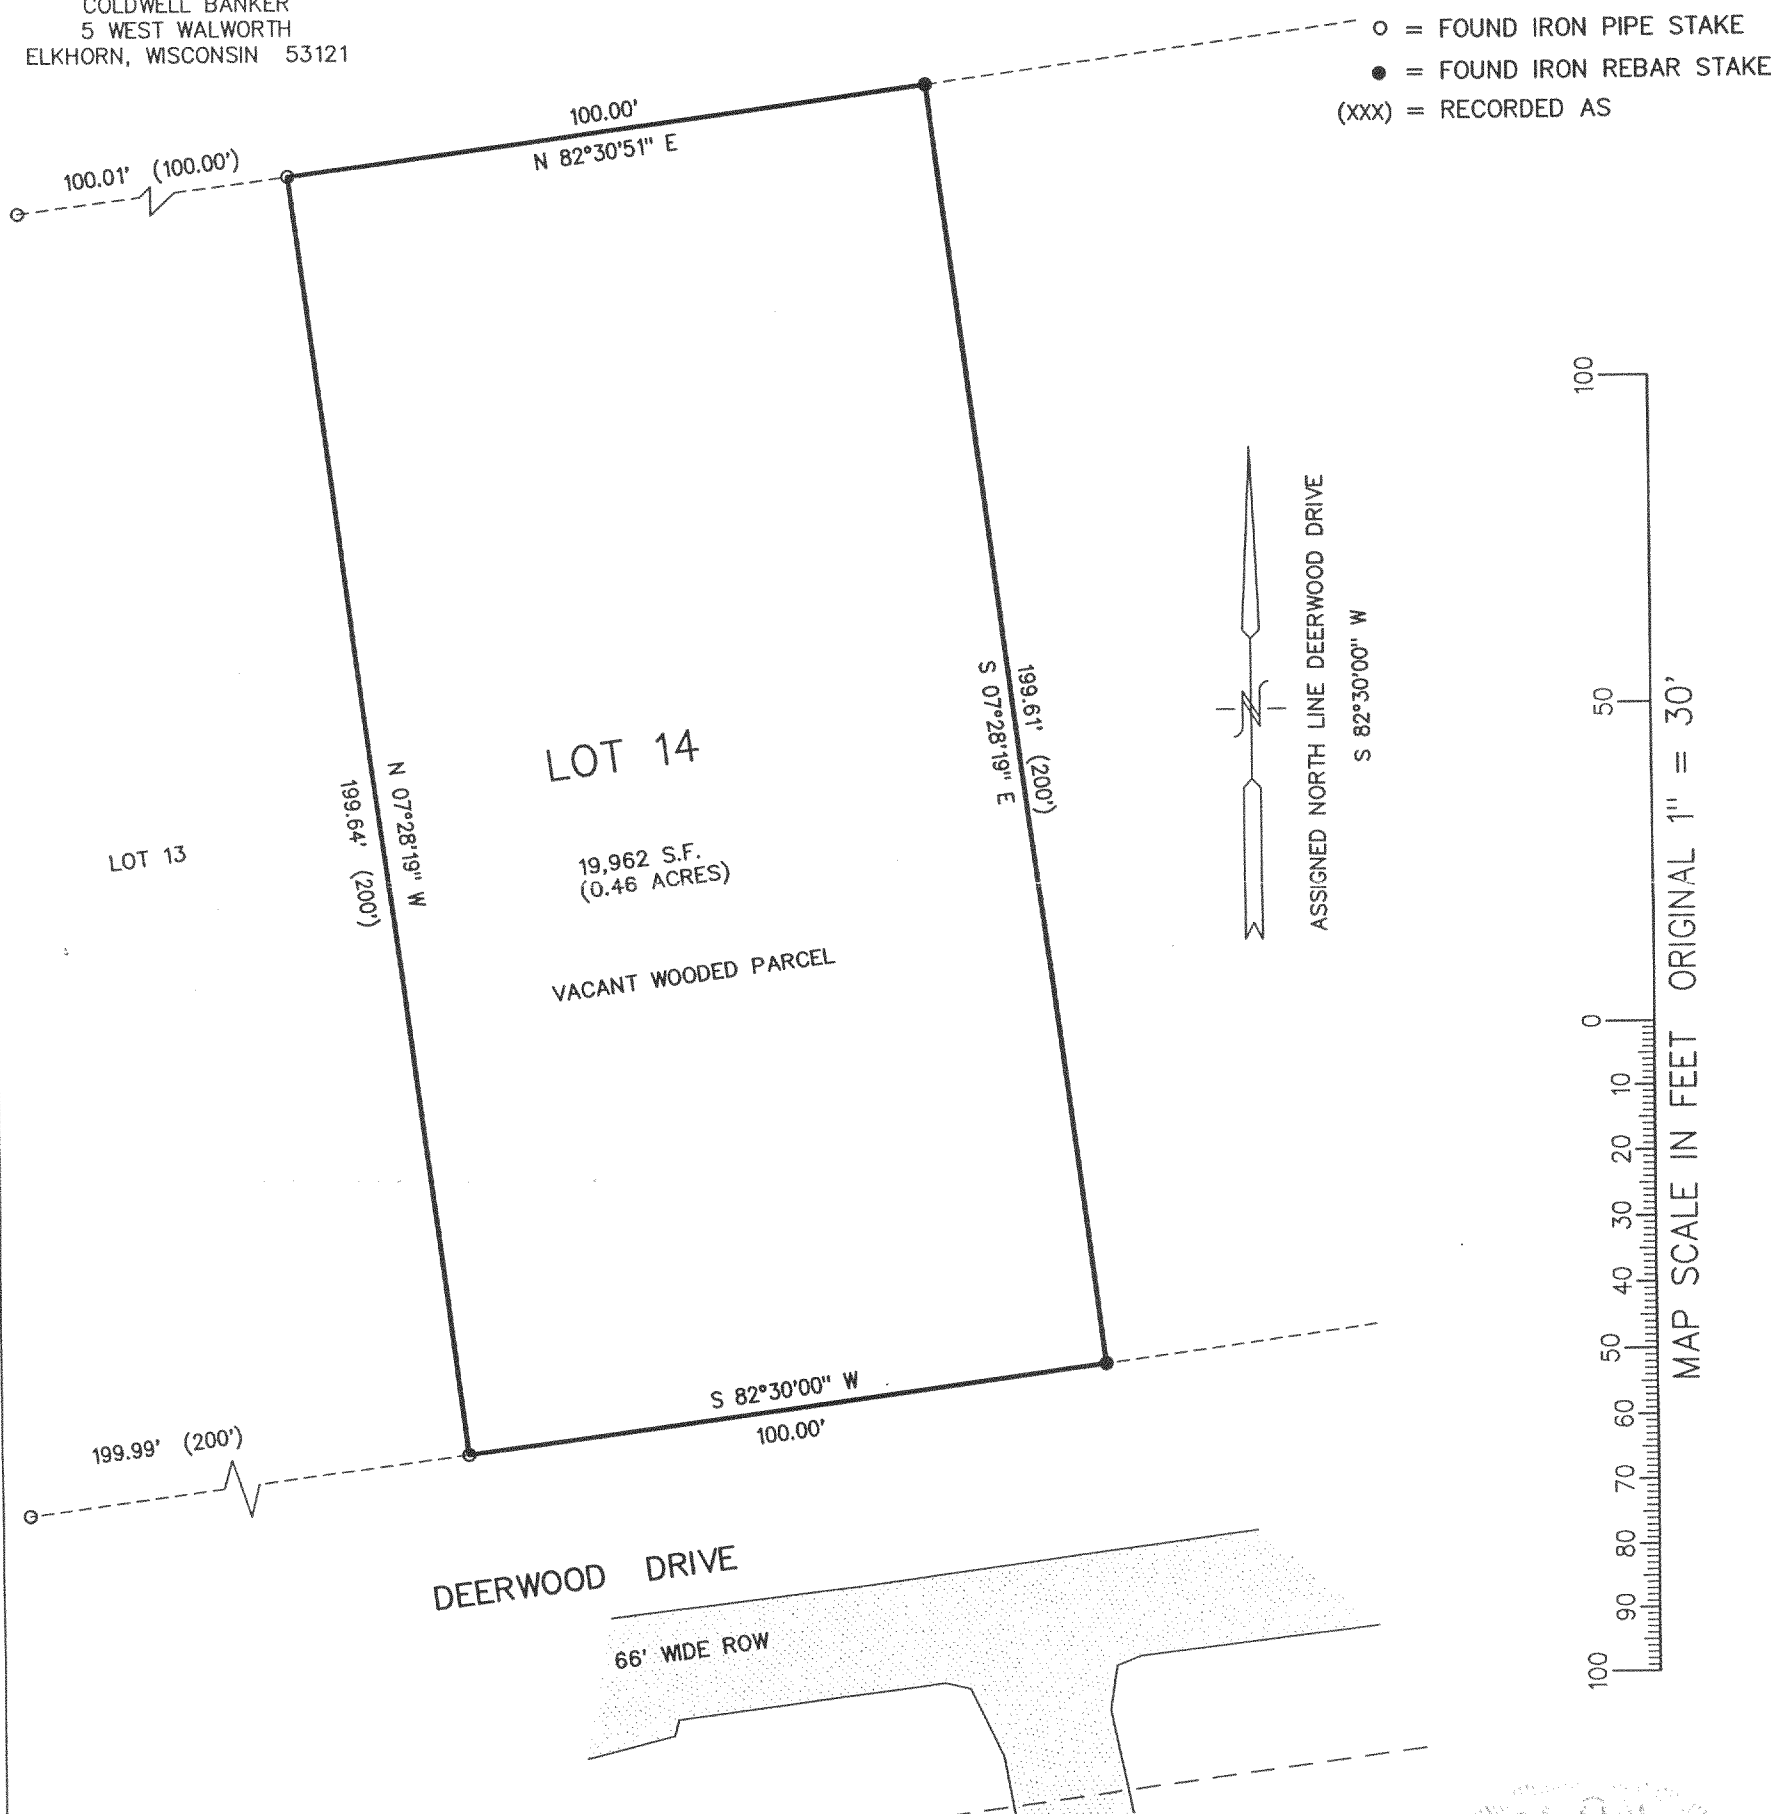 COLDWELL BANKER
5 WEST WALWORTH
ELKHORN, WISCONSIN 53121
○ = FOUND IRON PIPE STAKE
● = FOUND IRON REBAR STAKE
(XXX) = RECORDED AS
100.01' (100.00')
100.00'
N 82°30'51" E
199.61' (200')
S 07°28'19" E
N 07°28'19" W
199.64' (200')
LOT 14
19,962 S.F.
(0.46 ACRES)
VACANT WOODED PARCEL
LOT 13
N
ASSIGNED NORTH LINE DEERWOOD DRIVE
S 82°30'00" W
100
50
0
10
20
30
40
50
60
70
80
90
100
MAP SCALE IN FEET ORIGINAL 1" = 30'
S 82°30'00" W
100.00'
199.99' (200')
DEERWOOD DRIVE
66' WIDE ROW